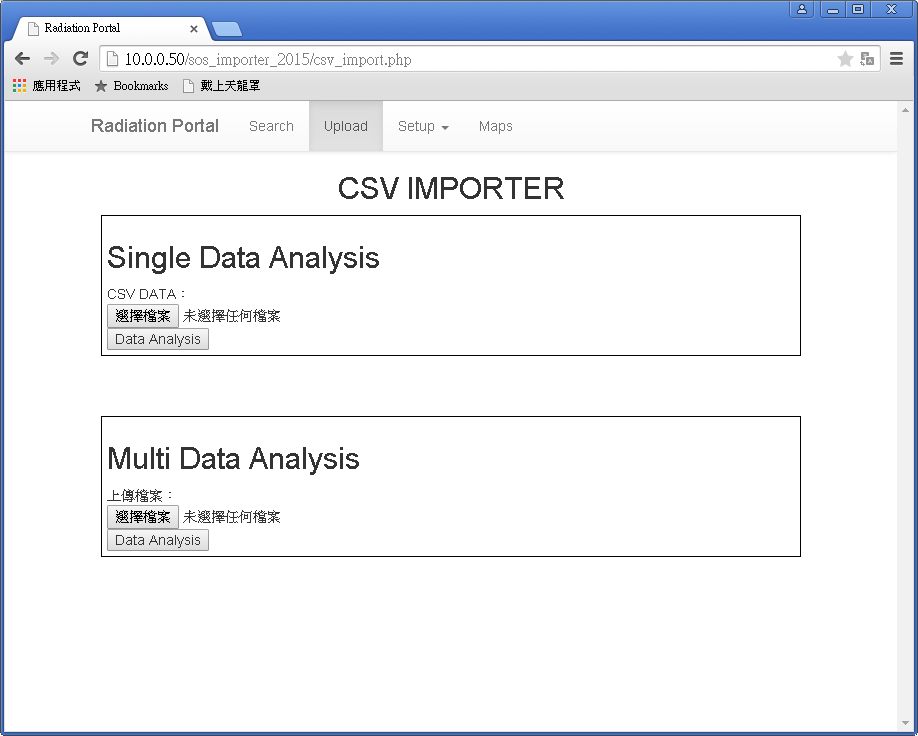 Radiation Portal
10.0.0.50/sos_importer_2015/csv_import.php
應用程式 Bookmarks 戴上天龍罩
Radiation Portal Search Upload Setup Maps
CSV IMPORTER
Single Data Analysis
CSV DATA：
選擇檔案 未選擇任何檔案
Data Analysis
Multi Data Analysis
上傳檔案：
選擇檔案 未選擇任何檔案
Data Analysis